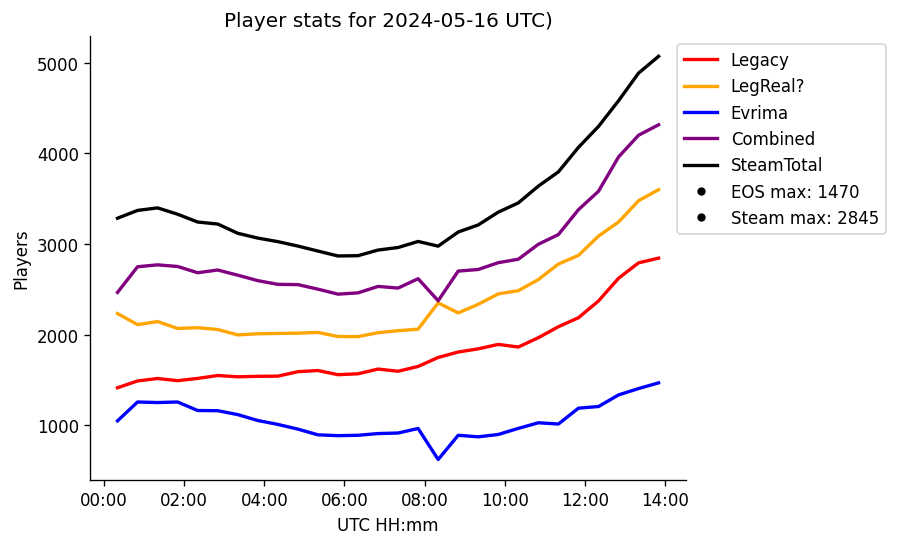 Player stats for 2024-05-16 UTC)
5000
4000
3000
2000
1000
Players
00:00 02:00 04:00 06:00 08:00 10:00 12:00 14:00
UTC HH:mm
Legacy
LegReal?
Evrima
Combined
SteamTotal
EOS max: 1470
Steam max: 2845